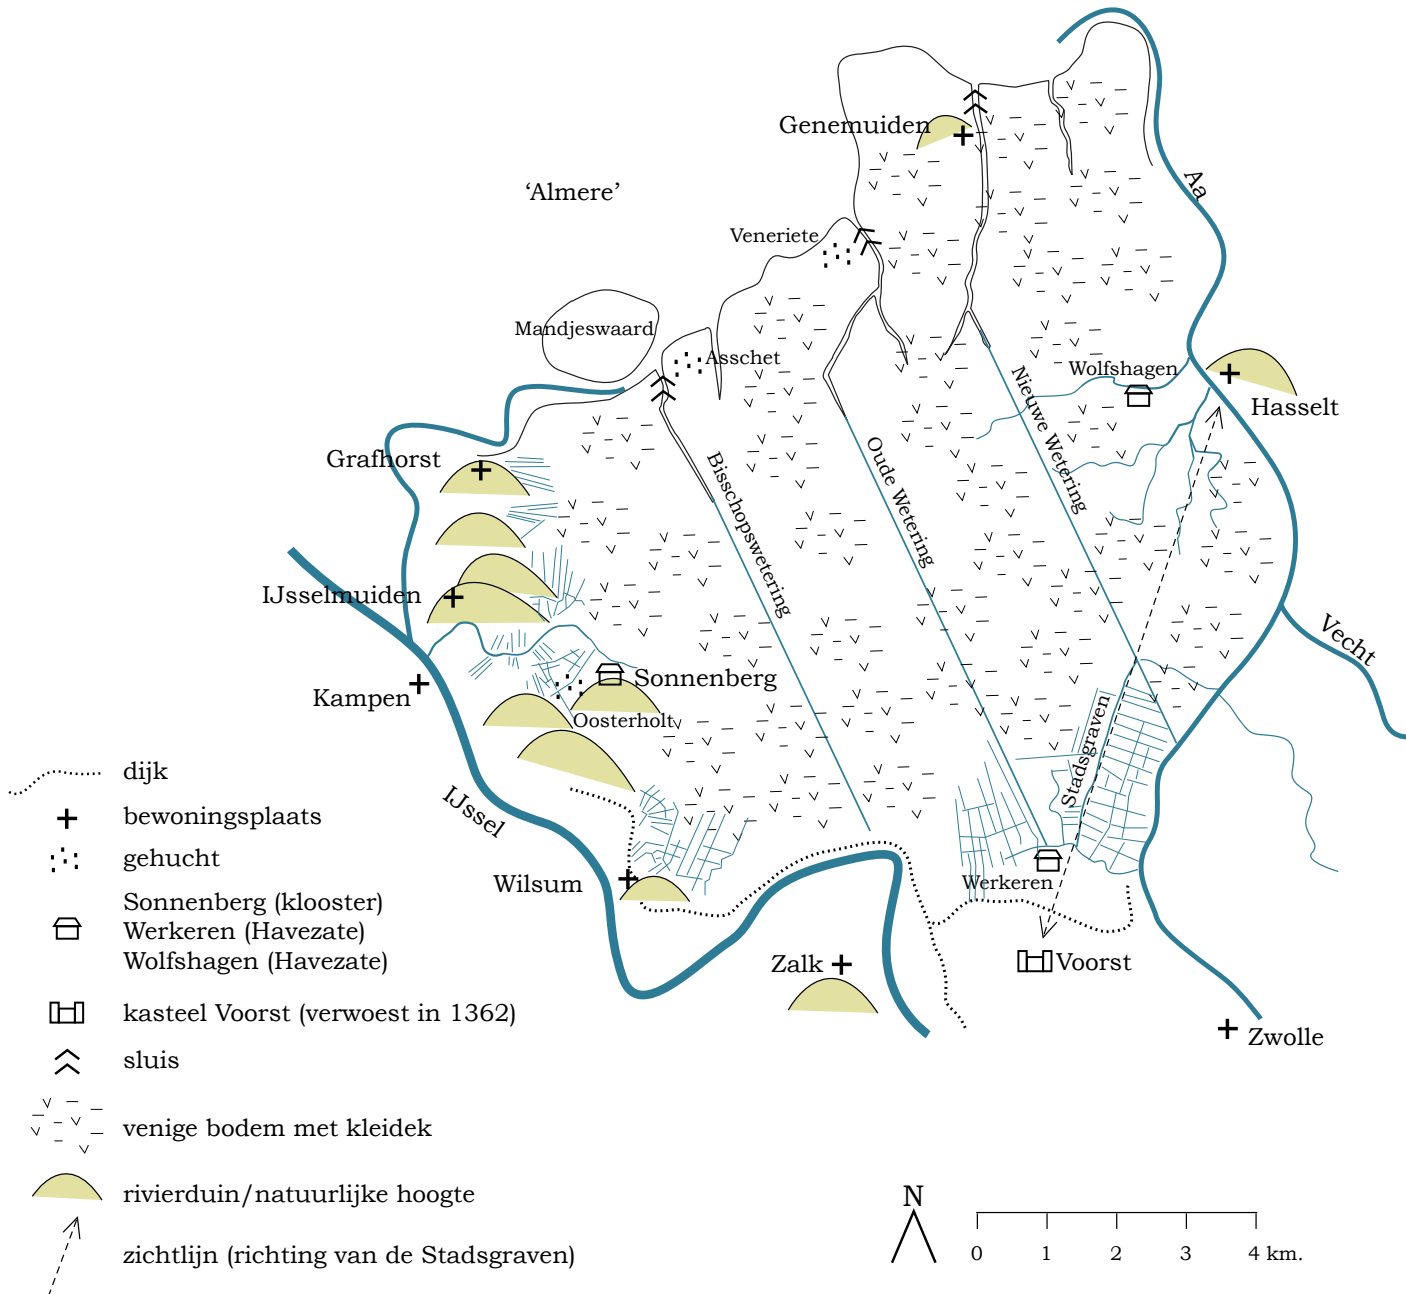 Genemuiden
Aa
‘Almere’
Veneriete
Mandjeswaard
Asschet
Wolfshagen
Hasselt
Nieuwe Wetering
Oude Wetering
Bisschopswetering
Grafhorst
IJsselmuiden
Vecht
Kampen
Sonnenberg
Oosterholt
Stadsgraven
IJssel
Wilsum
Werkeren
Zalk
Voorst
Zwolle
dijk
bewoningsplaats
gehucht
Sonnenberg (klooster)
Werkeren (Havezate)
Wolfshagen (Havezate)
kasteel Voorst (verwoest in 1362)
sluis
venige bodem met kleidek
rivierduin/natuurlijke hoogte
zichtlijn (richting van de Stadsgraven)
N
0 1 2 3 4 km.